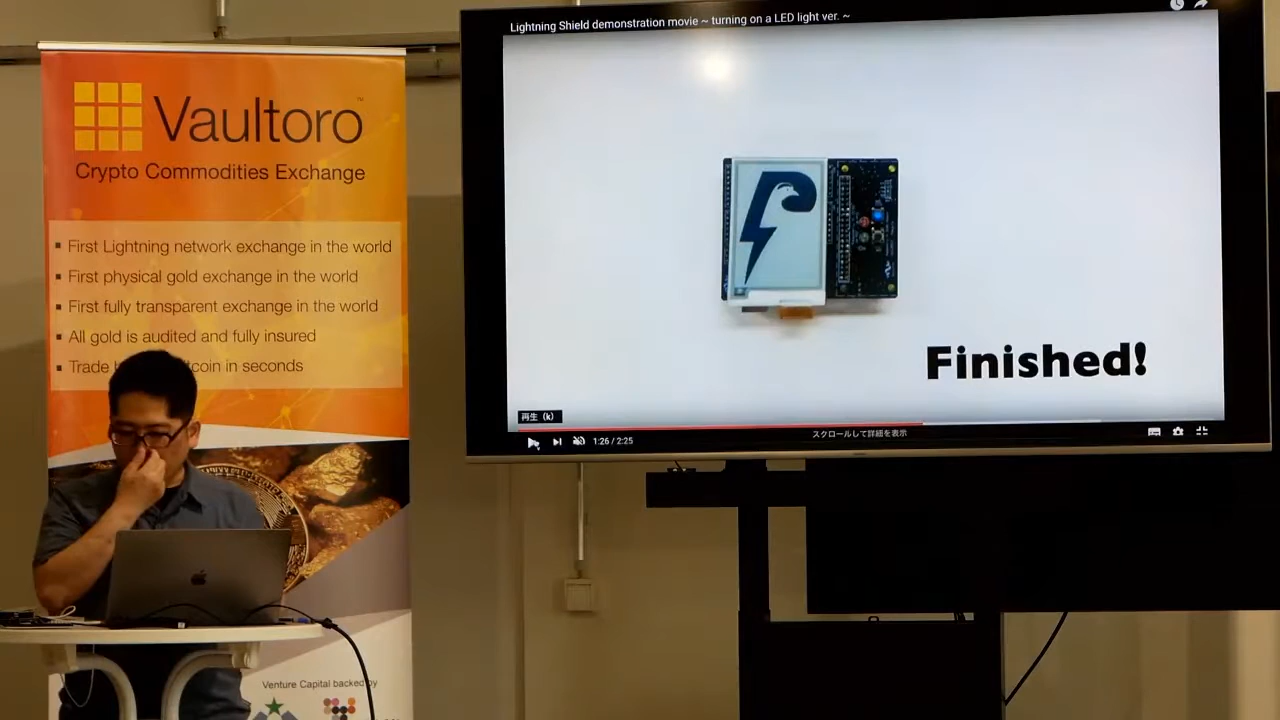 Vaultoro™
Crypto Commodities Exchange
▪ First Lightning network exchange in the world
▪ First physical gold exchange in the world
▪ First fully transparent exchange in the world
▪ All gold is audited and fully insured
▪ Trade coin in seconds
Venture Capital backed by
Lightning Shield demonstration movie ~ turning on a LED light ver. ~
Finished!
再生 (k)
1:26 / 2:25
スクロールして詳細を表示